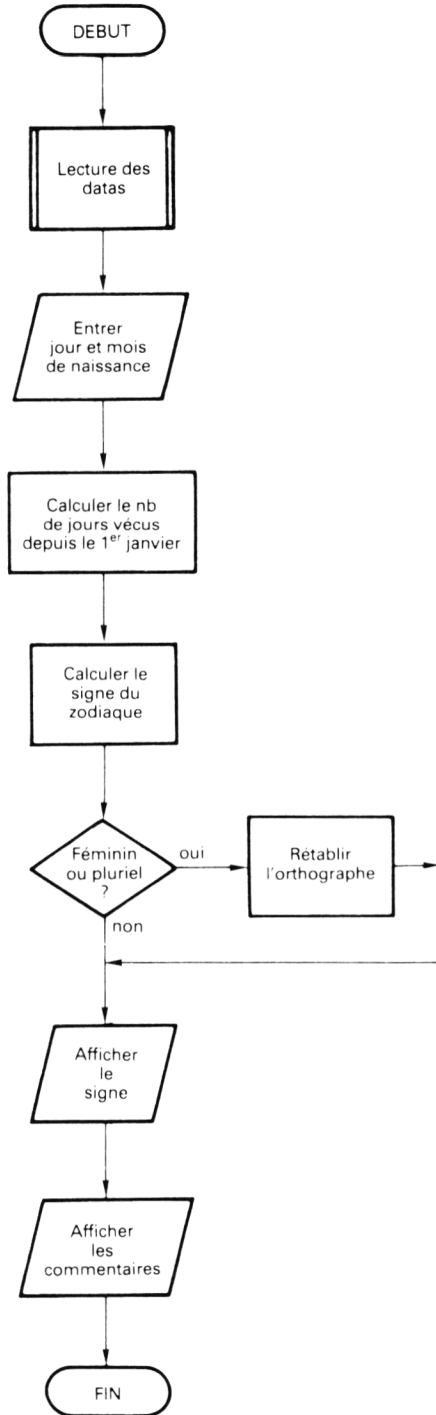 DEBUT
Lecture des
datas
Entrer
jour et mois
de naissance
Calculer le nb
de jours vécus
depuis le 1er janvier
Calculer le
signe du
zodiaque
Féminin
ou pluriel
?
oui
Rétablir
l'orthographe
non
Afficher
le
signe
Afficher
les
commentaires
FIN